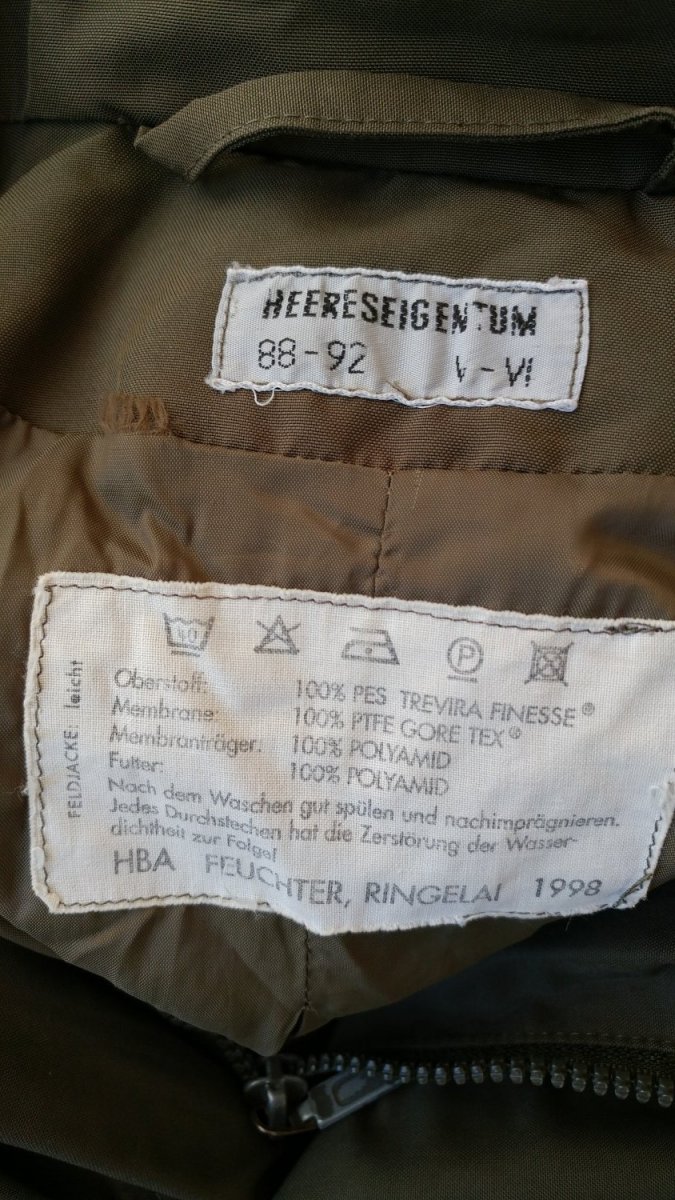 HEERESEIGENTUM
88-92 V-VI
FELDJACKE: leicht
40
P
Oberstoff: 100% PES TREVIRA FINESSE®
Membrane: 100% PTFE GORE TEX®
Membranträger: 100% POLYAMID
Futter: 100% POLYAMID
Nach dem Waschen gut spülen und nachimprägnieren.
Jedes Durchstechen hat die Zerstörung der Wasser-
dichtheit zur Folge!
HBA FEUCHTER, RINGELAI 1998